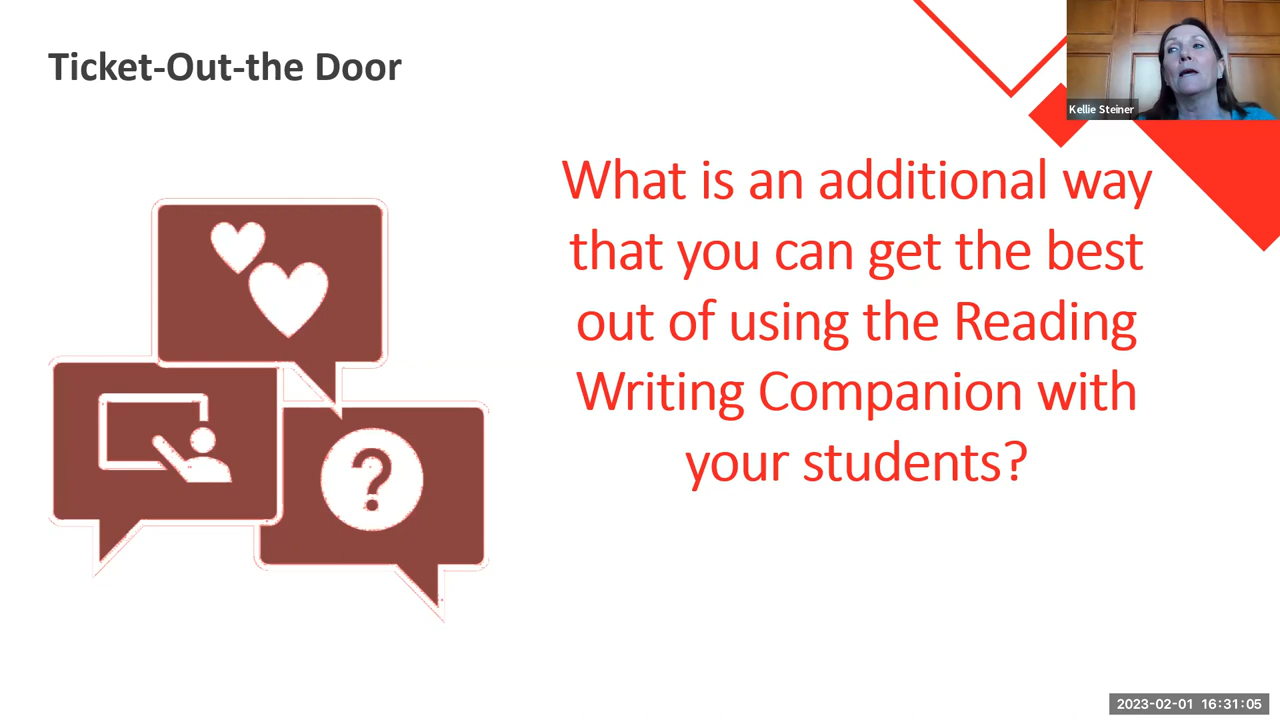 Ticket-Out-the Door
Kellie Steiner
What is an additional way
that you can get the best
out of using the Reading
Writing Companion with
your students?
?
2023-02-01 16:31:05